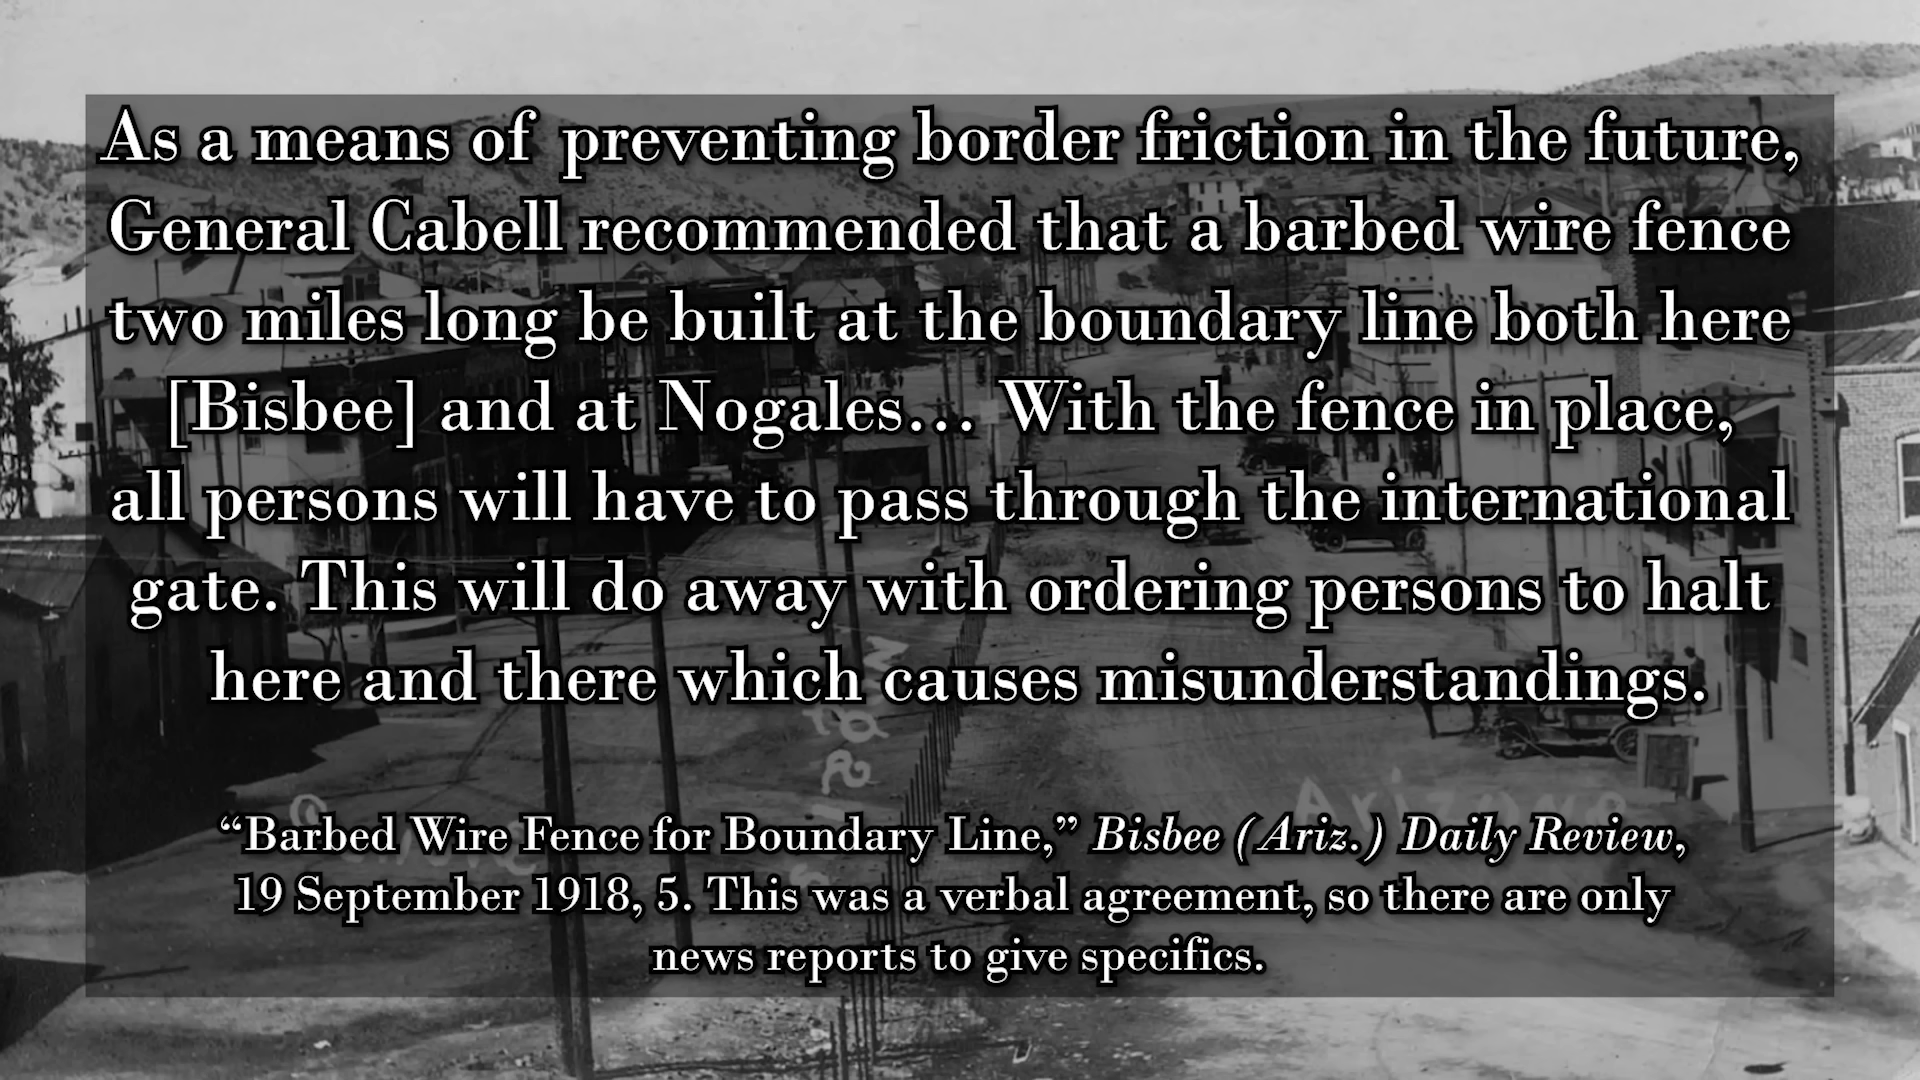 As a means of preventing border friction in the future,
General Cabell recommended that a barbed wire fence
two miles long be built at the boundary line both here
[Bisbee] and at Nogales… With the fence in place,
all persons will have to pass through the international
gate. This will do away with ordering persons to halt
here and there which causes misunderstandings.
“Barbed Wire Fence for Boundary Line,” Bisbee (Ariz.) Daily Review,
19 September 1918, 5. This was a verbal agreement, so there are only
news reports to give specifics.
Arizona